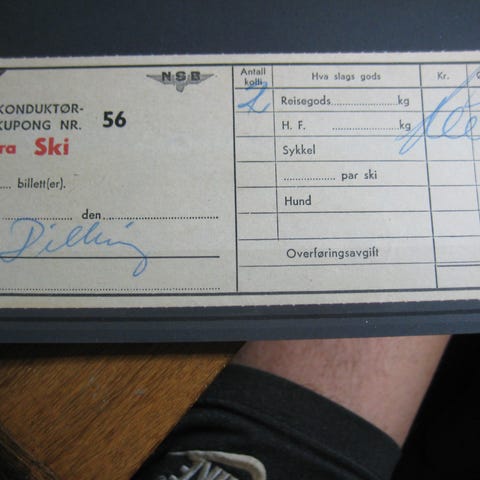 NSB
KONDUKTØR-
KUPONG NR. 56
ra Ski
..... billett(er).
den
Dilling
Antall kolli
Hva slags gods
Kr.
2
Reisegods.................kg
H. F. .................kg
Sykkel
................. par ski
Hund
Overføringsavgift